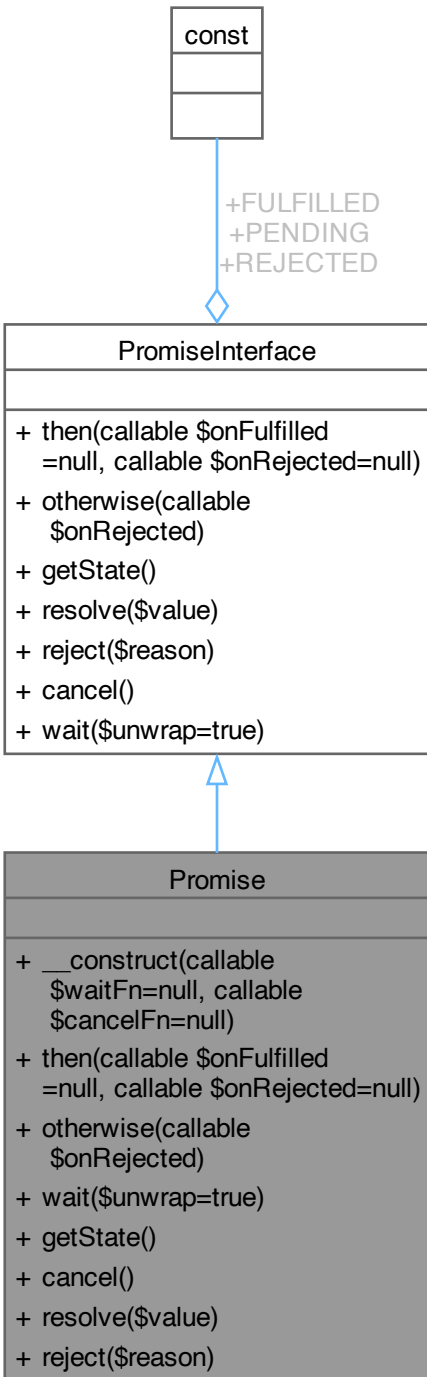 const
+FULFILLED
+PENDING
+REJECTED
PromiseInterface
+ then(callable $onFulfilled
=null, callable $onRejected=null)
+ otherwise(callable
$onRejected)
+ getState()
+ resolve($value)
+ reject($reason)
+ cancel()
+ wait($unwrap=true)
Promise
+ __construct(callable
$waitFn=null, callable
$cancelFn=null)
+ then(callable $onFulfilled
=null, callable $onRejected=null)
+ otherwise(callable
$onRejected)
+ wait($unwrap=true)
+ getState()
+ cancel()
+ resolve($value)
+ reject($reason)